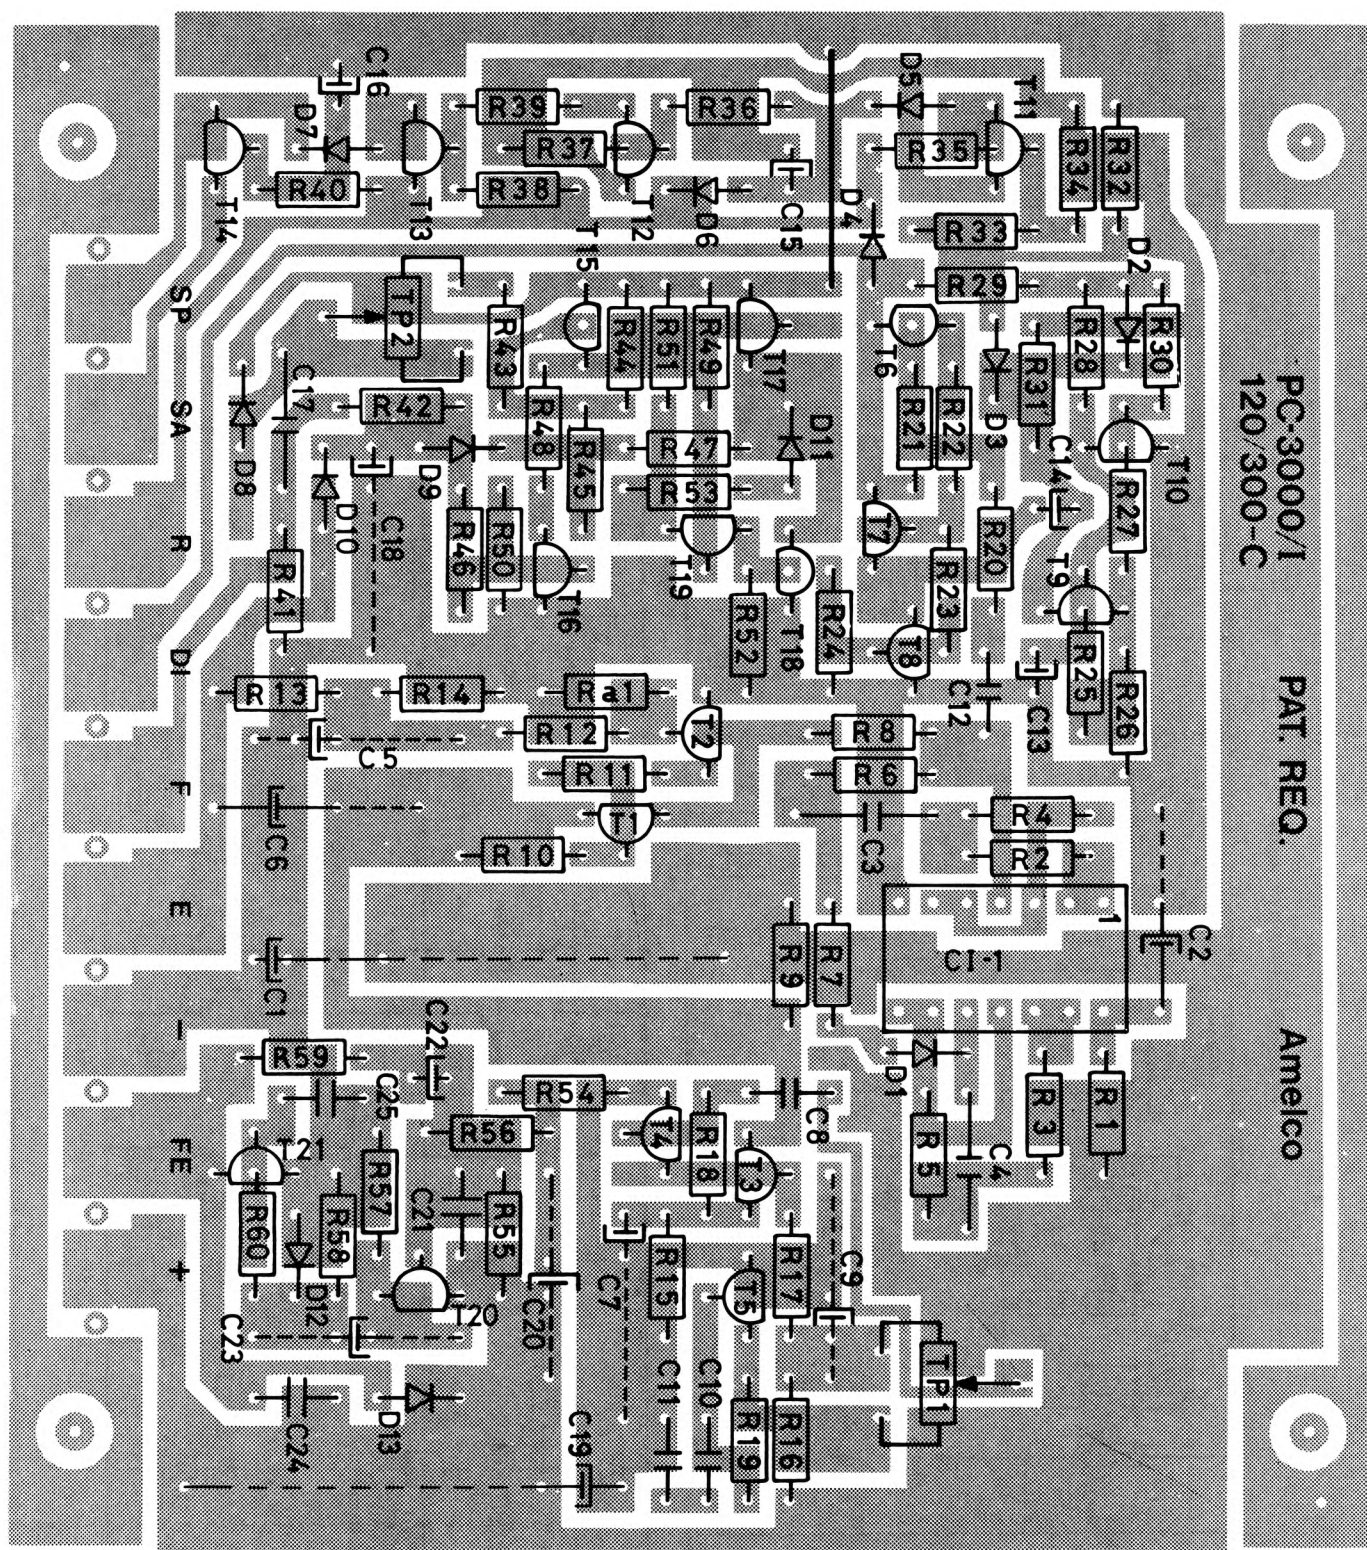 C16
D5
T11
R39
R36
D7
R37
R35
R34
R32
R40
R38
T14
T13
T12
D6
C15
D4
R33
D2
T15
R29
SP
TP2
R43
R44
R51
R49
T17
T6
R28
R30
R31
PC-3000/I
120/300-C
C17
R42
R48
R21
R22
D3
SA
D8
D9
R45
R47
D11
C14
T10
R53
R27
D10
C18
R46
R50
T19
T7
R20
R
R41
T16
R52
T18
R24
R23
T9
T8
R25
DI
R13
R14
Ra1
C12
C13
R26
PAT. REQ.
R12
T2
R8
C5
R11
R6
F
C6
T1
C3
R4
R10
R2
E
1
C2
C1
R9
R7
CI-1
-
C22
Amelco
R59
D1
C25
R54
C8
R3
R1
FE
T21
R56
T4
R18
T3
R5
C4
R57
R60
R58
C21
R55
+
D12
T20
C20
C7
R15
T5
R17
C9
C23
TP1
C24
D13
C19
C11
C10
R19
R16